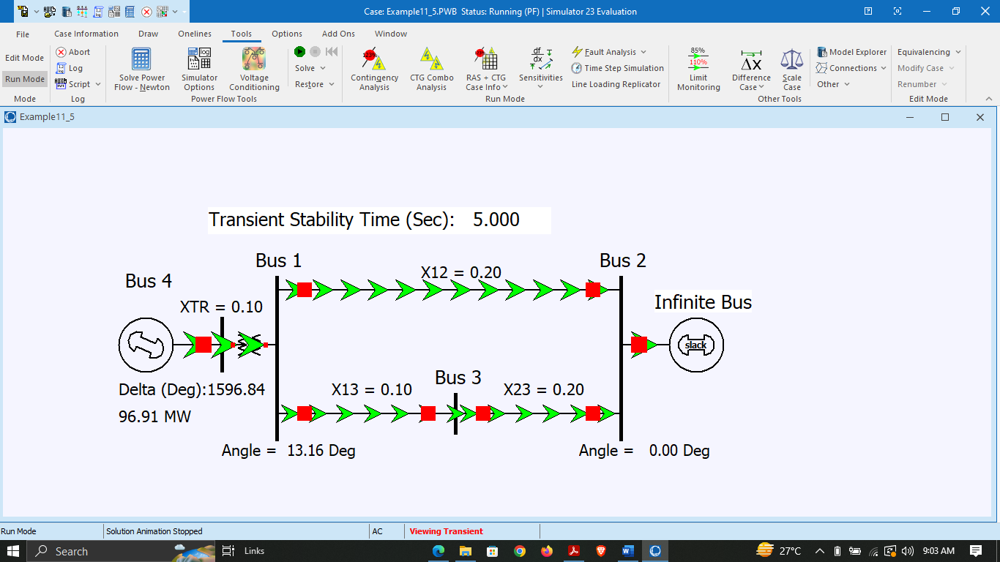 Case: Example11_5.PWB Status: Running (PF) | Simulator 23 Evaluation
File Case Information Draw Onelines Tools Options Add Ons Window
Edit Mode
Run Mode
Mode
Abort
Log
Script
Log
Solve Power
Flow - Newton
Simulator
Options
Voltage
Conditioning
Solve
Restore
Power Flow Tools
Contingency
Analysis
CTG Combo
Analysis
RAS + CTG
Case Info
Sensitivities
Fault Analysis
Time Step Simulation
Line Loading Replicator
Run Mode
85%
110%
Limit
Monitoring
ΔX
Difference
Case
Scale
Case
Model Explorer
Connections
Other
Other Tools
Equivalencing
Modify Case
Renumber
Edit Mode
Example11_5
Transient Stability Time (Sec): 5.000
Bus 1
Bus 2
X12 = 0.20
Bus 4
Infinite Bus
XTR = 0.10
slack
Bus 3
Delta (Deg):1596.84
X13 = 0.10
X23 = 0.20
96.91 MW
Angle = 13.16 Deg
Angle = 0.00 Deg
Run Mode
Solution Animation Stopped
AC
Viewing Transient
Search
Links
27°C
9:03 AM